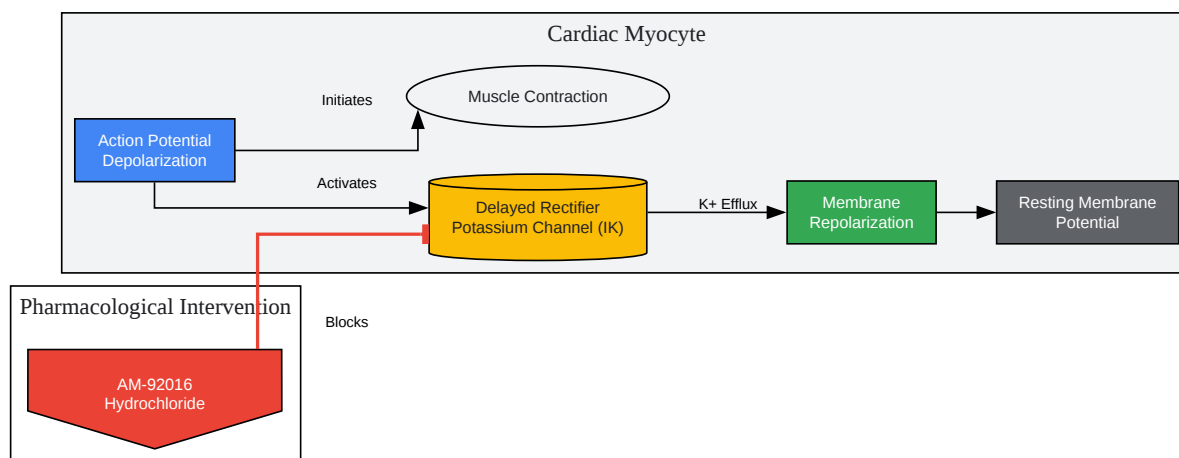 Cardiac Myocyte
Initiates
Muscle Contraction
Action Potential
Depolarization
Activates
Delayed Rectifier
Potassium Channel (IK)
K+ Efflux
Membrane
Repolarization
Resting Membrane
Potential
Pharmacological Intervention
Blocks
AM-92016
Hydrochloride